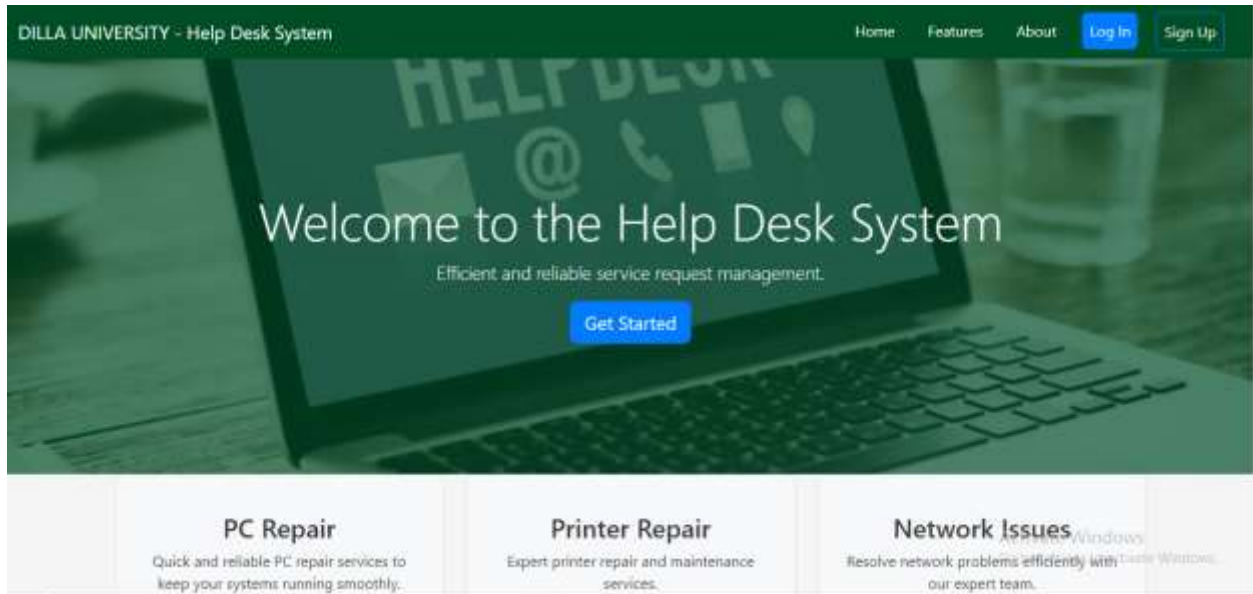 DILLA UNIVERSITY - Help Desk System
Home Features About Log In Sign Up
HELPDESK
@
Welcome to the Help Desk System
Efficient and reliable service request management.
Get Started
PC Repair
Quick and reliable PC repair services to
keep your systems running smoothly.
Printer Repair
Expert printer repair and maintenance
services.
Network Issues
Resolve network problems efficiently with
our expert team.
Windows
Windows.